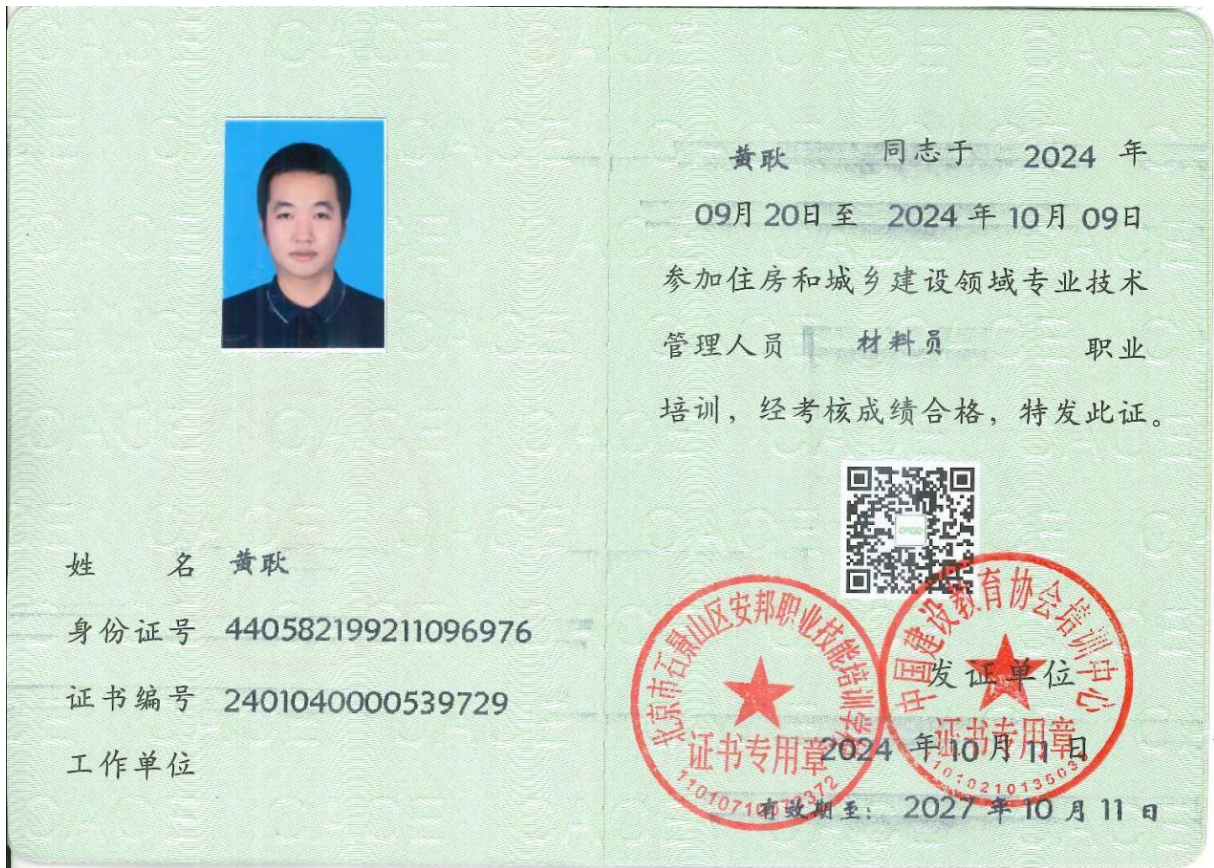 姓 名 黄耿
身份证号 440582199211096976
证书编号 2401040000539729
工作单位
黄耿 同志于 2024 年
09月 20日 至 2024 年 10月 09日
参加住房和城乡建设领域专业技术
管理人员 材料员 职业
培训，经考核成绩合格，特发此证。
北京市石景山区安邦职业技能培训学校
证书专用章
中国建设教育协会培训中心
证书专用章
11010210135038
发证单位
2024 年 10 月 11 日
有效期至： 2027 年 10 月 11 日